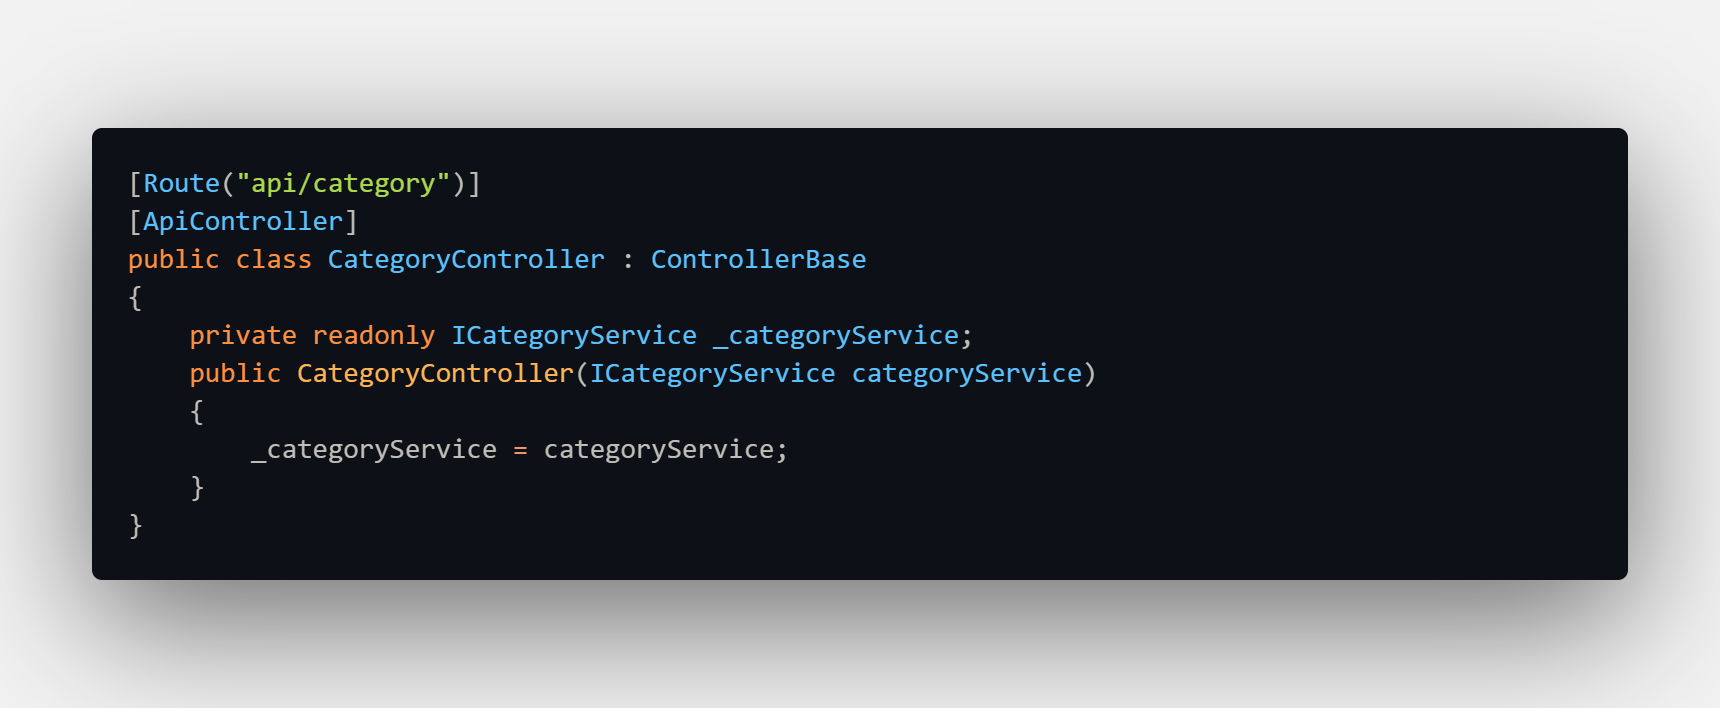 [Route("api/category")]
[ApiController]
public class CategoryController : ControllerBase
{
    private readonly ICategoryService _categoryService;
    public CategoryController(ICategoryService categoryService)
    {
        _categoryService = categoryService;
    }
}